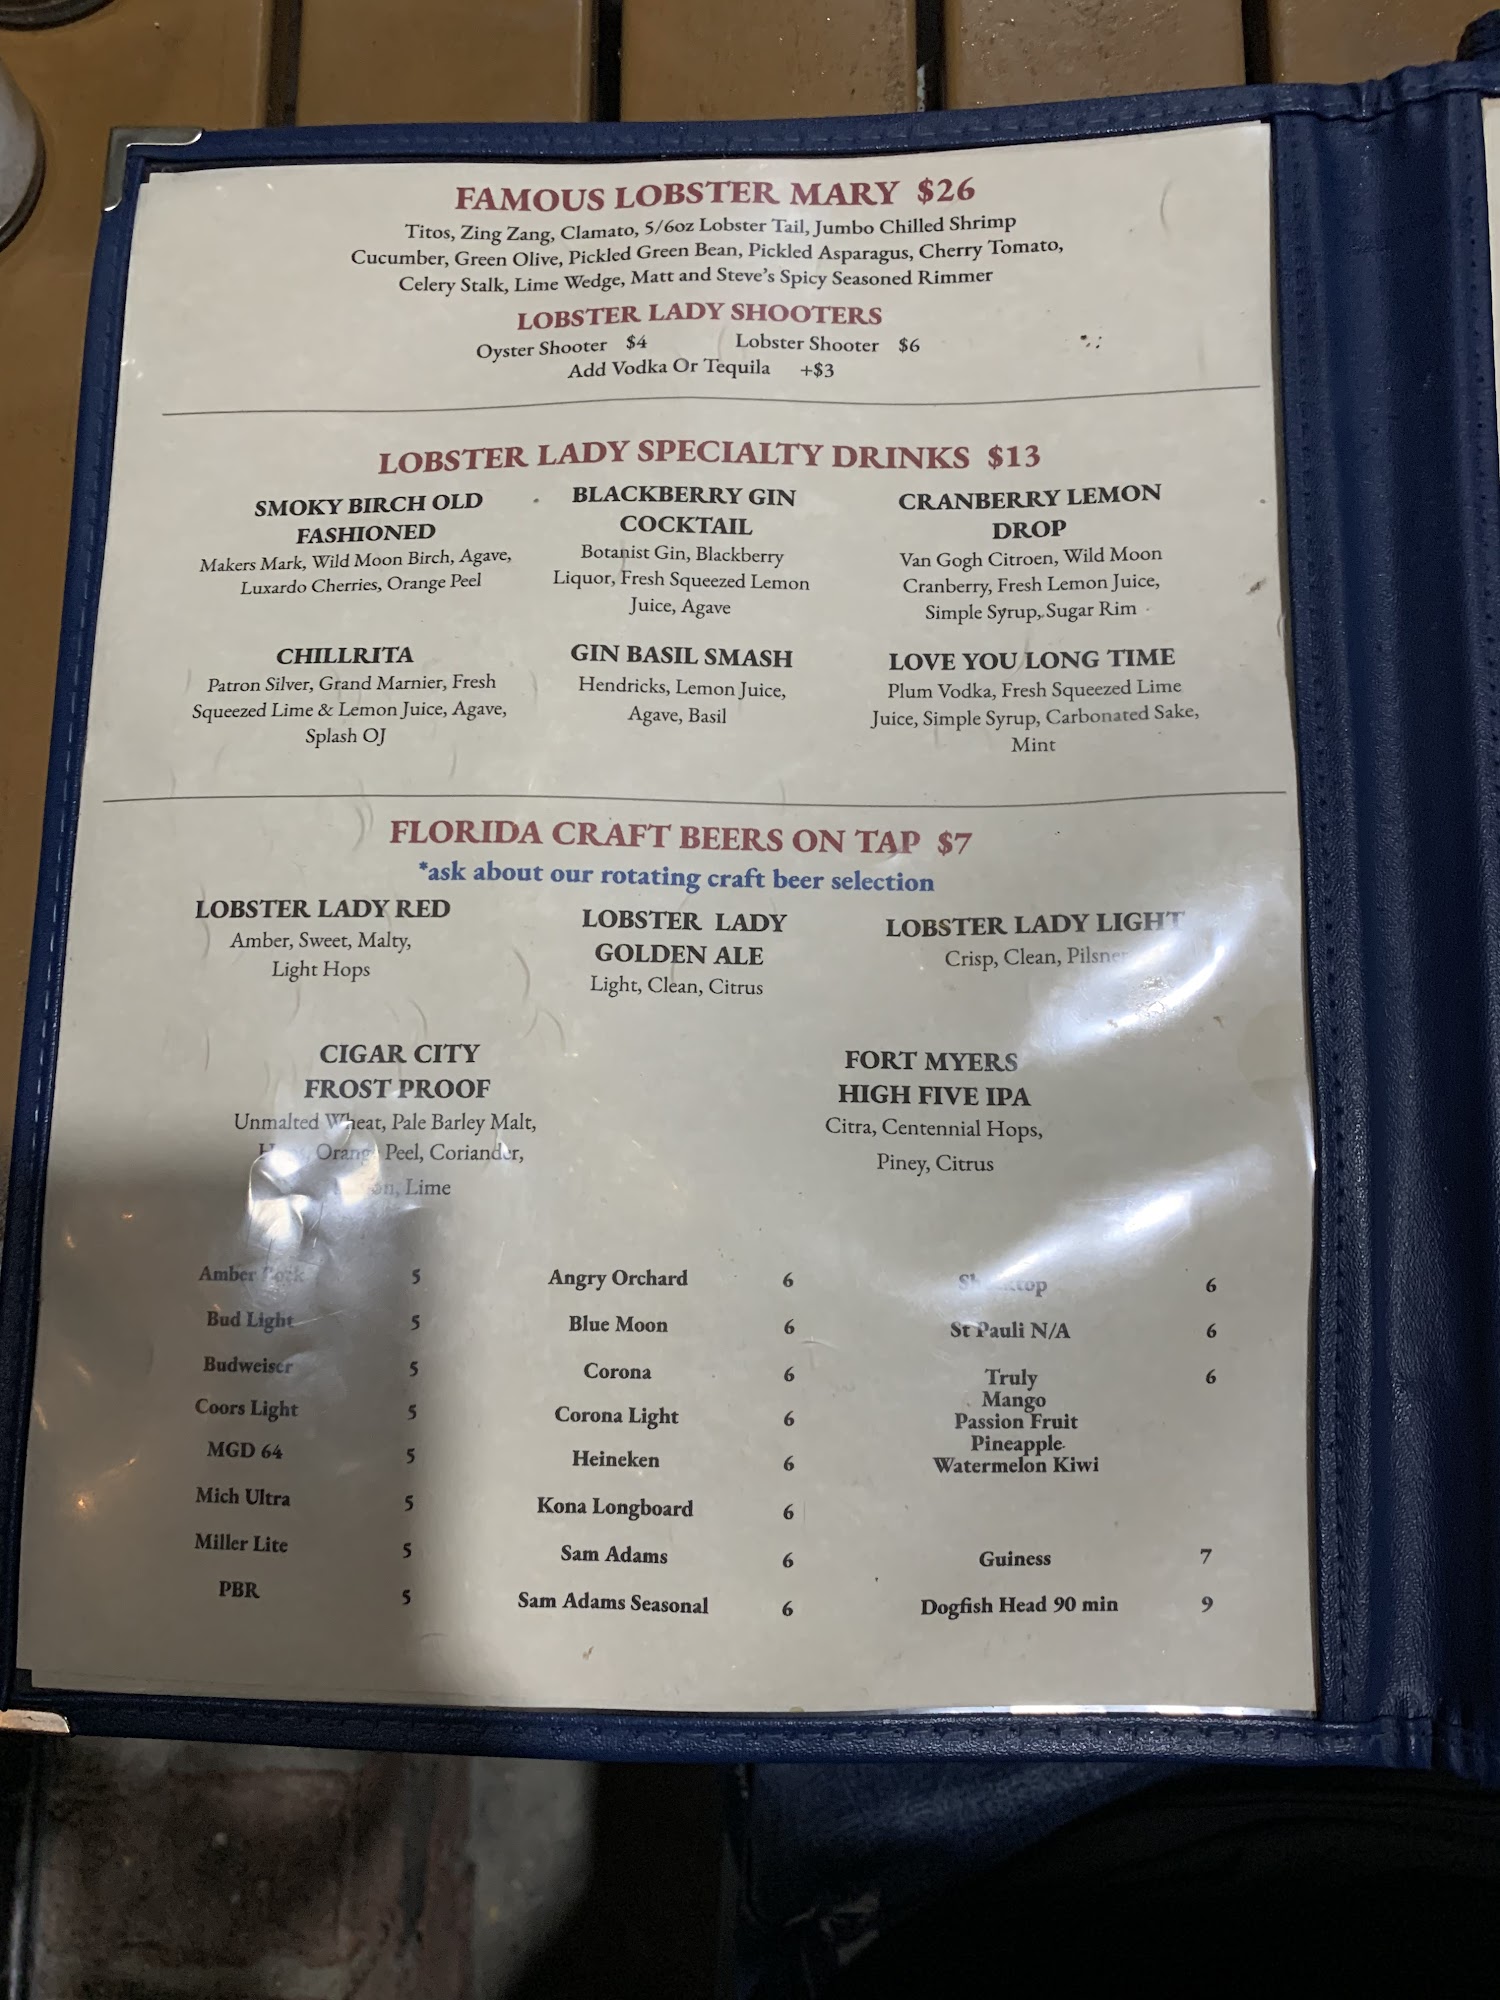 FAMOUS LOBSTER MARY $26
Titos, Zing Zang, Clamato, 5/6oz Lobster Tail, Jumbo Chilled Shrimp
Cucumber, Green Olive, Pickled Green Bean, Pickled Asparagus, Cherry Tomato,
Celery Stalk, Lime Wedge, Matt and Steve's Spicy Seasoned Rimmer
LOBSTER LADY SHOOTERS
Oyster Shooter $4 Lobster Shooter $6
Add Vodka Or Tequila +$3
LOBSTER LADY SPECIALTY DRINKS $13
SMOKY BIRCH OLD
FASHIONED
Makers Mark, Wild Moon Birch, Agave,
Luxardo Cherries, Orange Peel
BLACKBERRY GIN
COCKTAIL
Botanist Gin, Blackberry
Liquor, Fresh Squeezed Lemon
Juice, Agave
CRANBERRY LEMON
DROP
Van Gogh Citroen, Wild Moon
Cranberry, Fresh Lemon Juice,
Simple Syrup, Sugar Rim
CHILLRITA
Patron Silver, Grand Marnier, Fresh
Squeezed Lime & Lemon Juice, Agave,
Splash OJ
GIN BASIL SMASH
Hendricks, Lemon Juice,
Agave, Basil
LOVE YOU LONG TIME
Plum Vodka, Fresh Squeezed Lime
Juice, Simple Syrup, Carbonated Sake,
Mint
FLORIDA CRAFT BEERS ON TAP $7
*ask about our rotating craft beer selection
LOBSTER LADY RED
Amber, Sweet, Malty,
Light Hops
LOBSTER LADY
GOLDEN ALE
Light, Clean, Citrus
LOBSTER LADY LIGHT
Crisp, Clean, Pilsner
CIGAR CITY
FROST PROOF
Unmalted Wheat, Pale Barley Malt,
Orange Peel, Coriander,
Lime
FORT MYERS
HIGH FIVE IPA
Citra, Centennial Hops,
Piney, Citrus
Amber Bock 5
Bud Light 5
Budweiser 5
Coors Light 5
MGD 64 5
Mich Ultra 5
Miller Lite 5
PBR 5
Angry Orchard 6
Blue Moon 6
Corona 6
Corona Light 6
Heineken 6
Kona Longboard 6
Sam Adams 6
Sam Adams Seasonal 6
6
St Pauli N/A 6
Truly 6
Mango
Passion Fruit
Pineapple
Watermelon Kiwi
Guiness 7
Dogfish Head 90 min 9